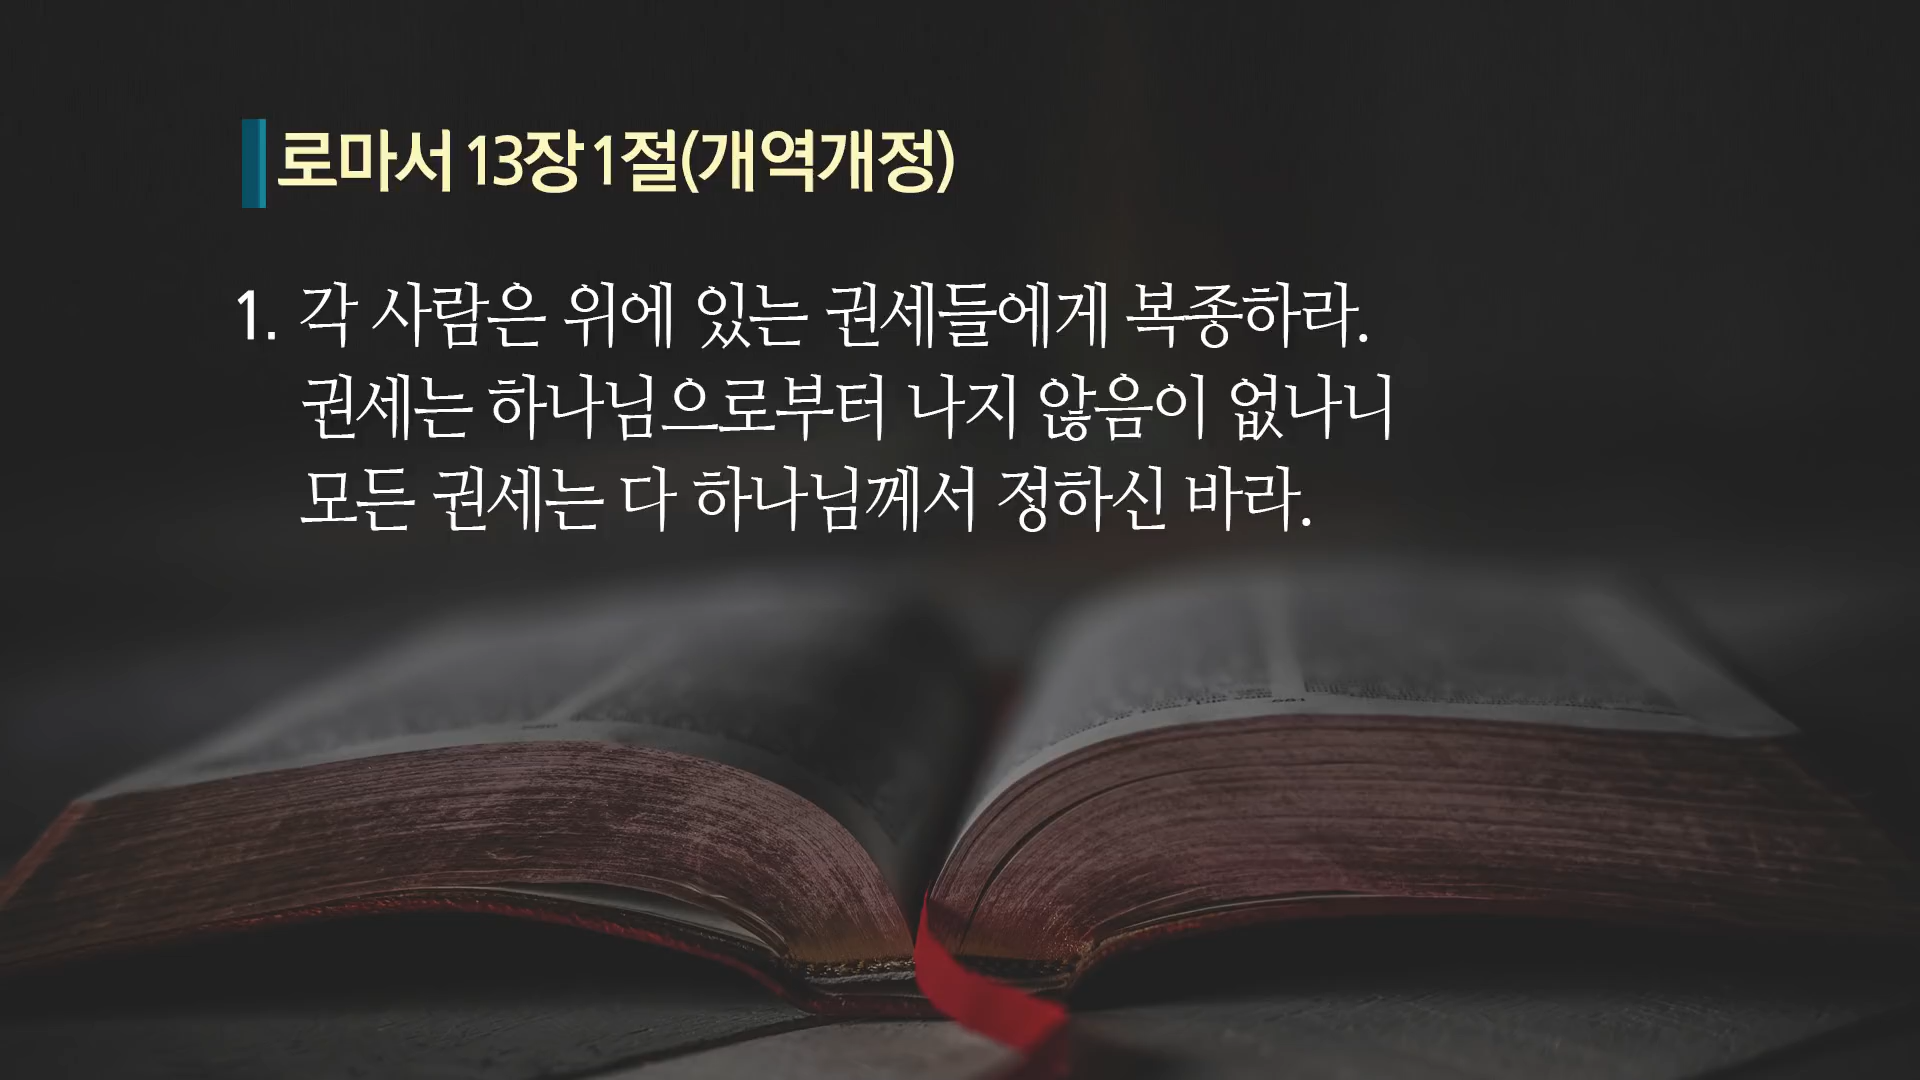 로마서 13장 1절(개역개정)
1. 각 사람은 위에 있는 권세들에게 복종하라.
권세는 하나님으로부터 나지 않음이 없나니
모든 권세는 다 하나님께서 정하신 바라.